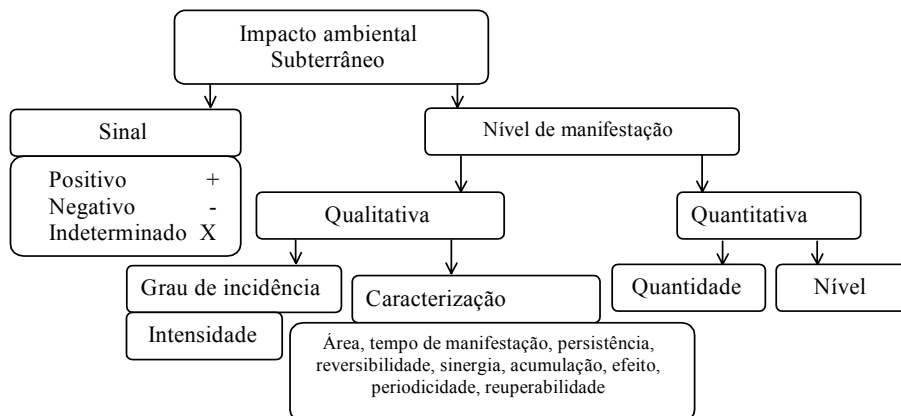 Impacto ambiental
Subterrâneo
Sinal
Positivo +
Negativo -
Indeterminado X
Nível de manifestação
Qualitativa
Quantitativa
Grau de incidência
Intensidade
Caracterização
Área, tempo de manifestação, persistência,
reversibilidade, sinergia, acumulação, efeito,
periodicidade, reuperabilidade
Quantidade
Nível